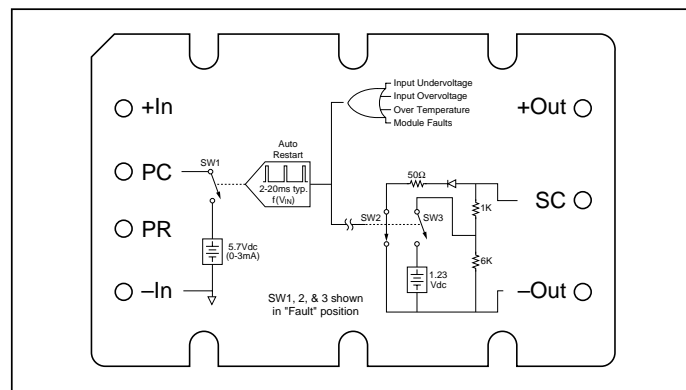 Input Undervoltage
Input Overvoltage
Over Temperature
Module Faults
+In
+Out
Auto
Restart
SW1
PC
2-20ms typ.
f(VIN)
50Ω
SC
1K
SW2
SW3
PR
5.7Vdc
(0-3mA)
6K
1.23
Vdc
–In
–Out
SW1, 2, & 3 shown
in "Fault" position